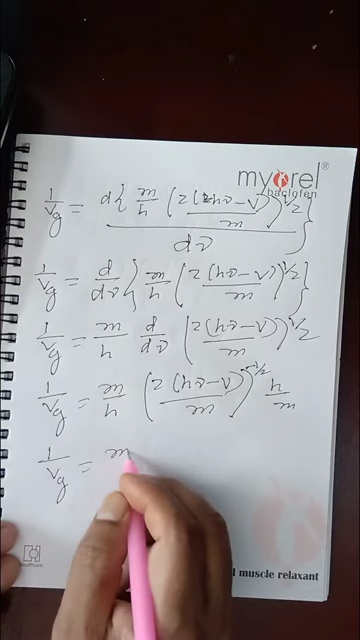 myorel®
baclofen
1/Vg = d{ m/h (2(hν-V)/m)^1/2 } / dν
1/Vg = d/dν { m/h (2(hν-V)/m)^1/2 }
1/Vg = m/h d/dν (2(hν-V)/m)^1/2
1/Vg = m/h (2(hν-V)/m)^-1/2 h/m
1/Vg = m
Healthcare
l muscle relaxant